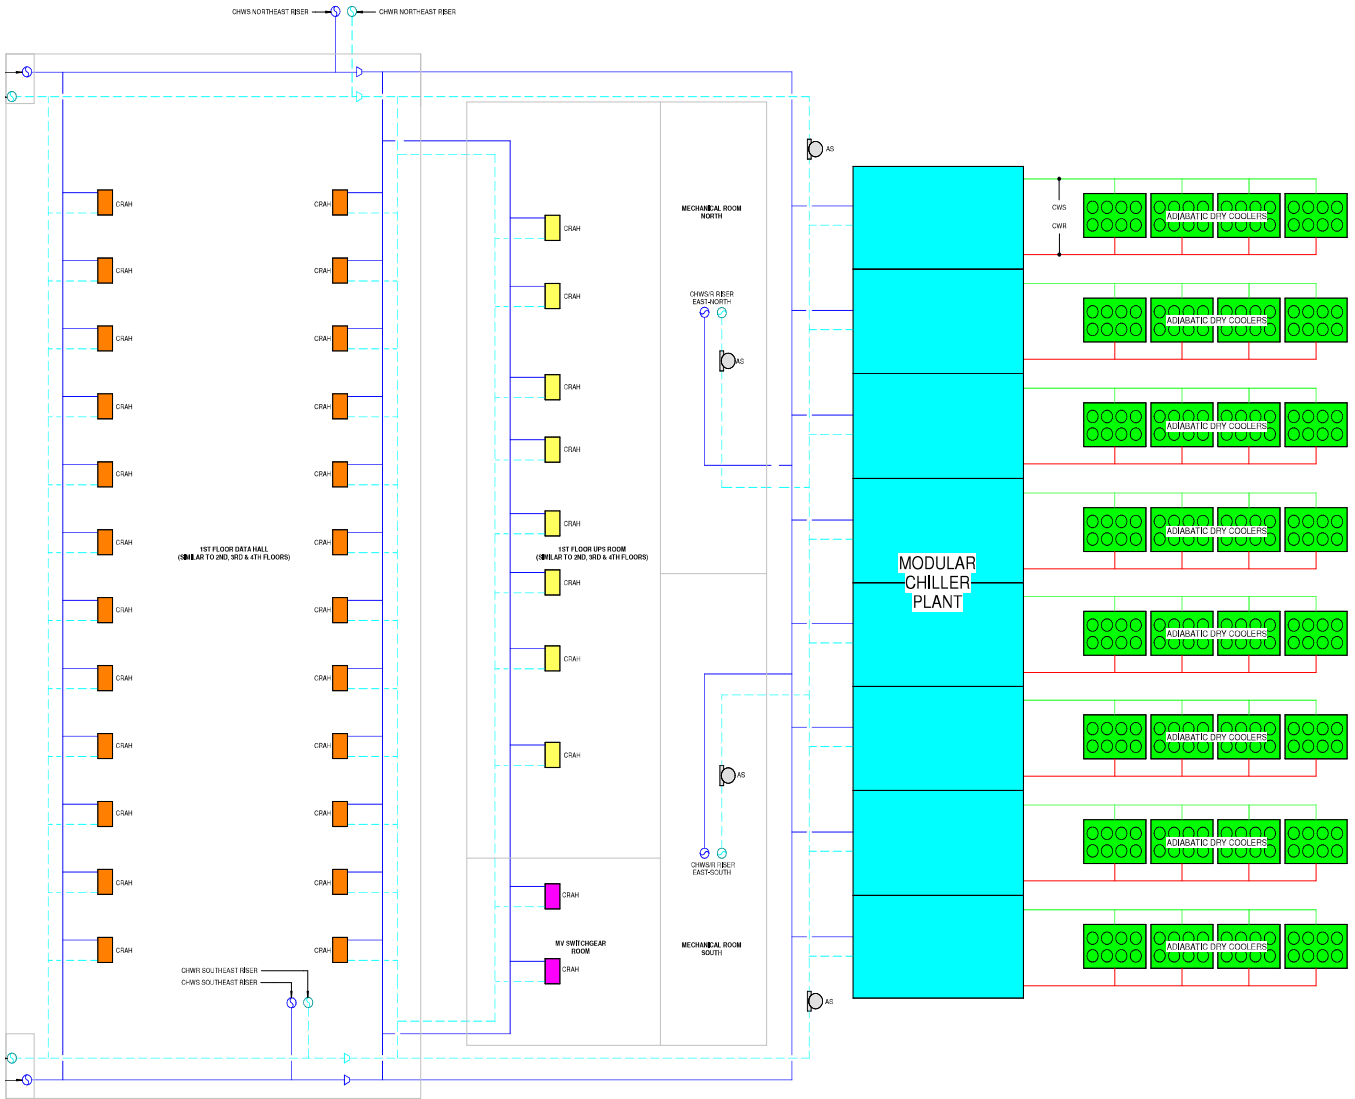 CHWS NORTHEAST RISER
CHWR NORTHEAST RISER
AS
CRAH
CRAH
CRAH
MECHANICAL ROOM
NORTH
CWS
CWR
ADIABATIC DRY COOLERS
CRAH
CRAH
CRAH
CHWS/R RISER
EAST-NORTH
ADIABATIC DRY COOLERS
CRAH
CRAH
AS
CRAH
CRAH
CRAH
ADIABATIC DRY COOLERS
CRAH
CRAH
CRAH
CRAH
CRAH
ADIABATIC DRY COOLERS
CRAH
CRAH
1ST FLOOR DATA HALL
(SIMILAR TO 2ND, 3RD & 4TH FLOORS)
1ST FLOOR UPS ROOM
(SIMILAR TO 2ND, 3RD & 4TH FLOORS)
MODULAR
CHILLER
PLANT
CRAH
CRAH
CRAH
ADIABATIC DRY COOLERS
CRAH
CRAH
CRAH
CRAH
CRAH
CRAH
ADIABATIC DRY COOLERS
AS
CRAH
CRAH
ADIABATIC DRY COOLERS
CHWS/R RISER
EAST-SOUTH
CRAH
CRAH
CRAH
CRAH
CRAH
MV SWITCHGEAR
ROOM
MECHANICAL ROOM
SOUTH
ADIABATIC DRY COOLERS
CRAH
CHWR SOUTHEAST RISER
CHWS SOUTHEAST RISER
AS